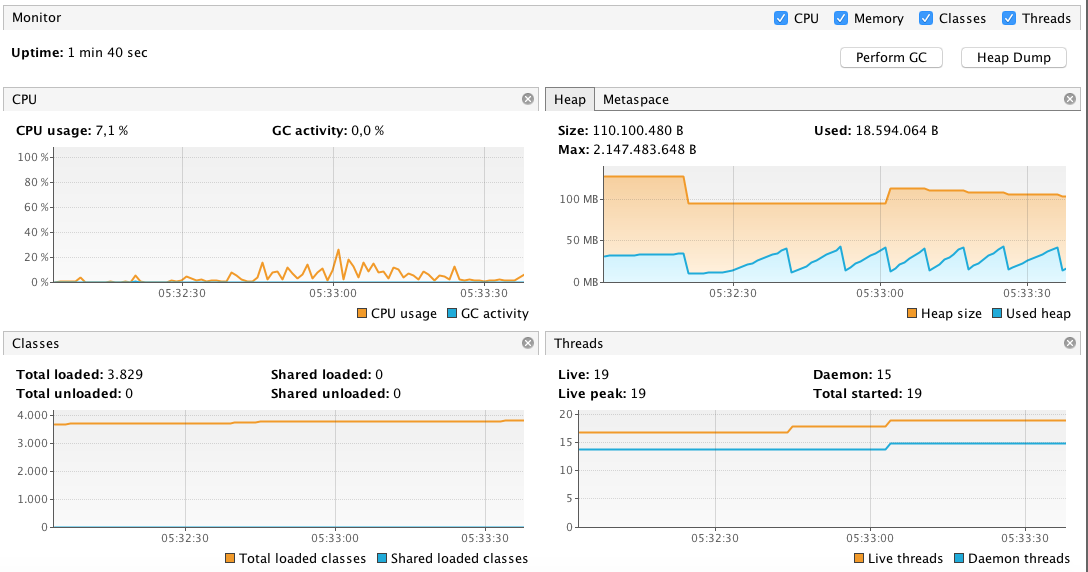 Monitor
CPU Memory Classes Threads
Uptime: 1 min 40 sec
Perform GC Heap Dump
CPU
CPU usage: 7,1 % GC activity: 0,0 %
100 %
80 %
60 %
40 %
20 %
0 %
05:32:30 05:33:00 05:33:30
CPU usage GC activity
Heap Metaspace
Size: 110.100.480 B Used: 18.594.064 B
Max: 2.147.483.648 B
100 MB
50 MB
0 MB
05:32:30 05:33:00 05:33:30
Heap size Used heap
Classes
Total loaded: 3.829 Shared loaded: 0
Total unloaded: 0 Shared unloaded: 0
4.000
3.000
2.000
1.000
0
05:32:30 05:33:00 05:33:30
Total loaded classes Shared loaded classes
Threads
Live: 19 Daemon: 15
Live peak: 19 Total started: 19
20
15
10
5
0
05:32:30 05:33:00 05:33:30
Live threads Daemon threads